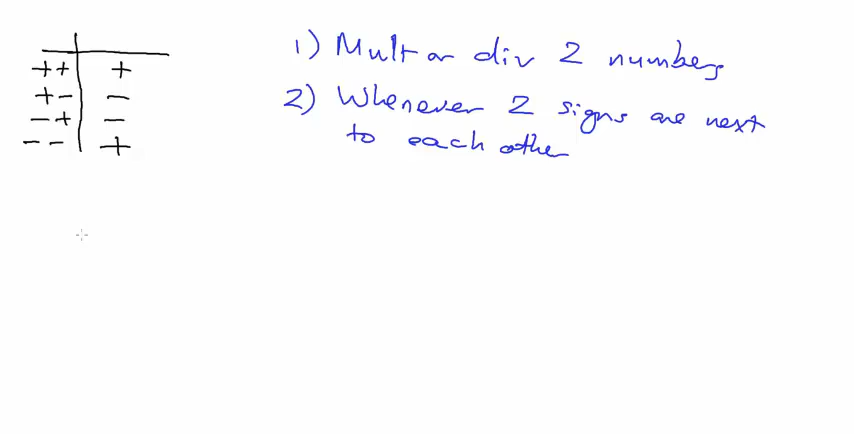 ++ | +
+- | -
-+ | -
-- | +
1) Mult or div 2 numbers
2) Whenever 2 signs are next
to each other